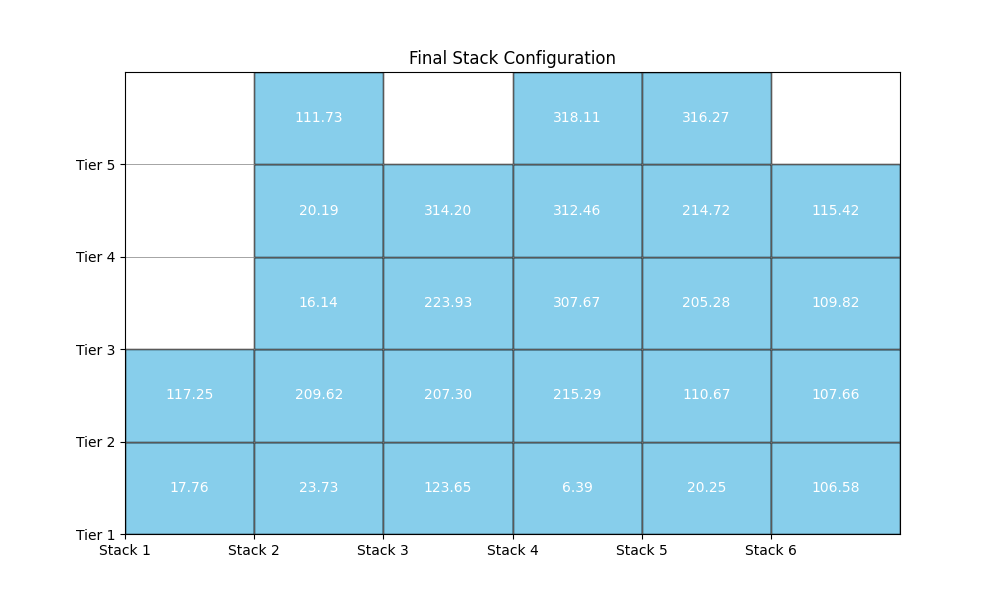 Final Stack Configuration
111.73 318.11 316.27
Tier 5
20.19 314.20 312.46 214.72 115.42
Tier 4
16.14 223.93 307.67 205.28 109.82
Tier 3
117.25 209.62 207.30 215.29 110.67 107.66
Tier 2
17.76 23.73 123.65 6.39 20.25 106.58
Tier 1
Stack 1 Stack 2 Stack 3 Stack 4 Stack 5 Stack 6